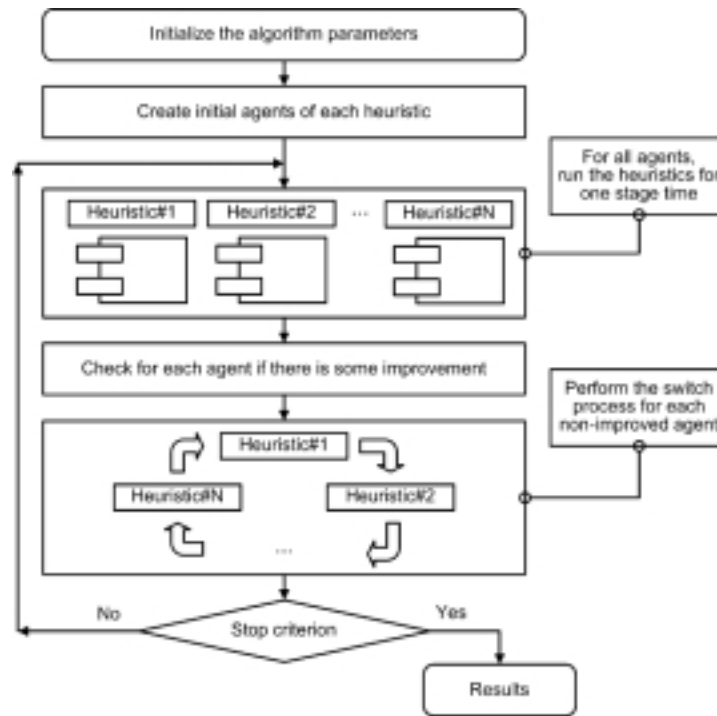 Initialize the algorithm parameters
Create initial agents of each heuristic
For all agents,
run the heuristics for
one stage time
Heuristic#1
Heuristic#2
...
Heuristic#N
Check for each agent if there is some improvement
Perform the switch
process for each
non-improved agent
Heuristic#1
Heuristic#N
Heuristic#2
...
No
Yes
Stop criterion
Results